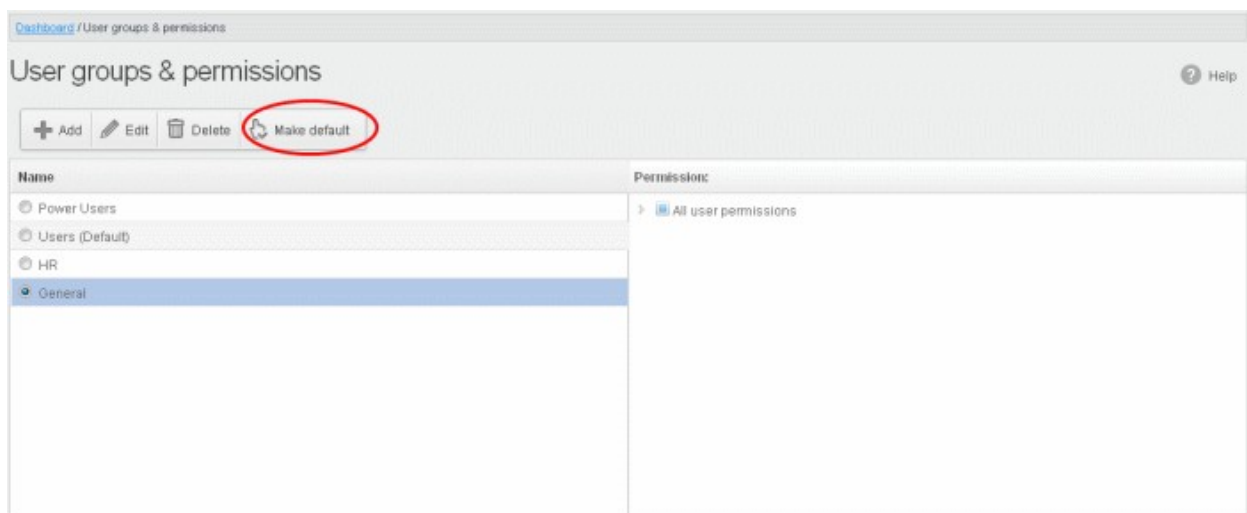 Dashboard / User groups & permissions
User groups & permissions
Help
Add Edit Delete Make default
Name Permission:
Power Users All user permissions
Users (Default)
HR
General